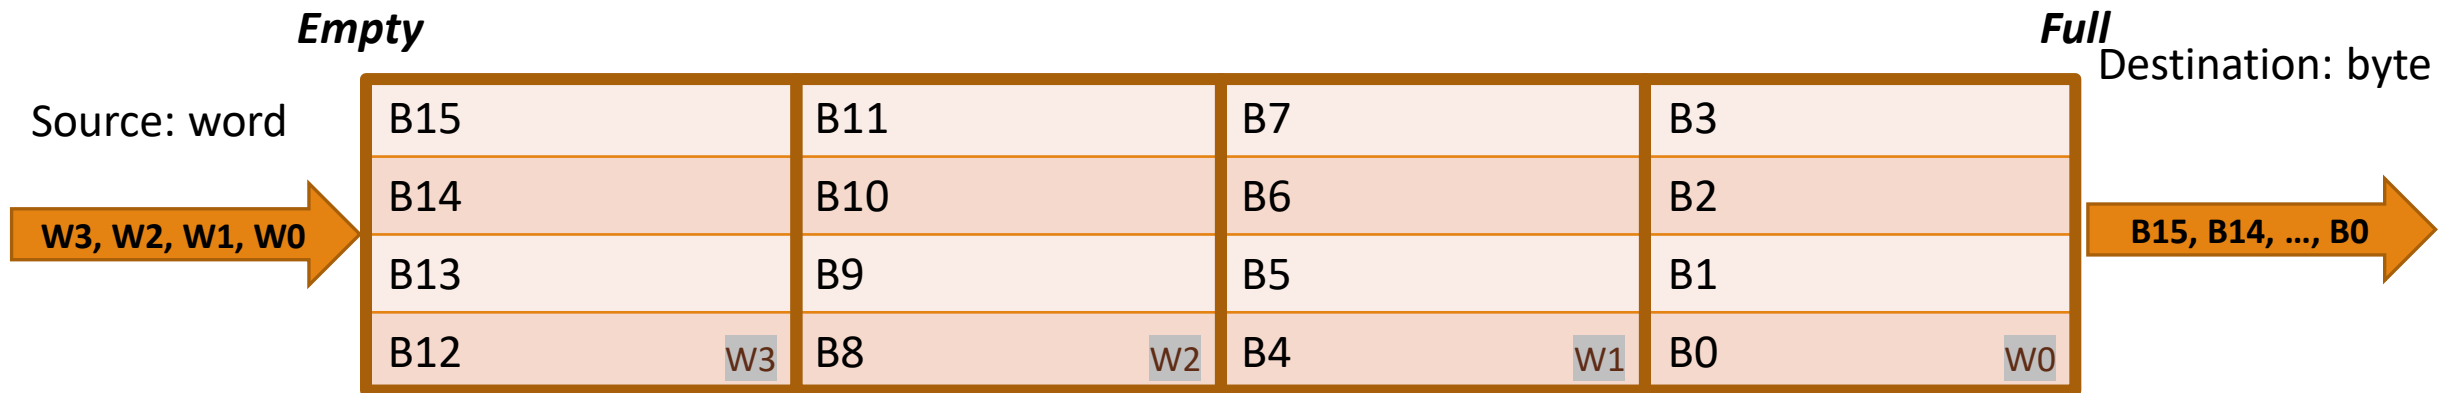 Empty
Full
Destination: byte
Source: word
B15 B11 B7 B3
B14 B10 B6 B2
W3, W2, W1, W0
B15, B14, ..., B0
B13 B9 B5 B1
B12 W3 B8 W2 B4 W1 B0 W0